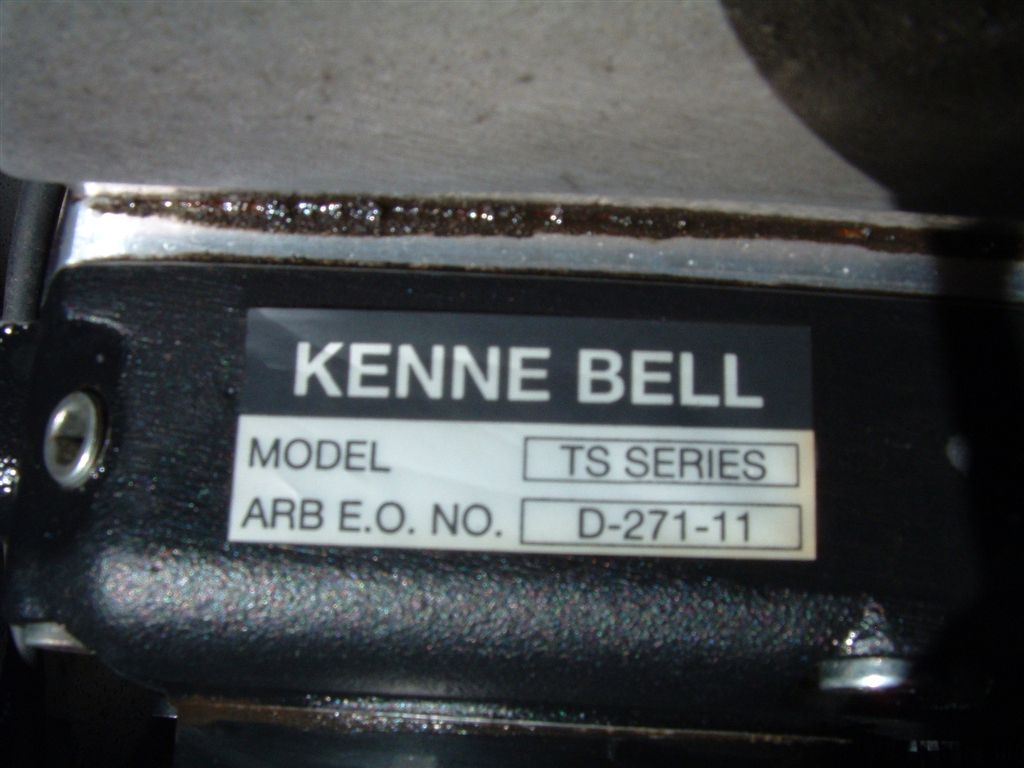 KENNE BELL
MODEL TS SERIES
ARB E.O. NO. D-271-11